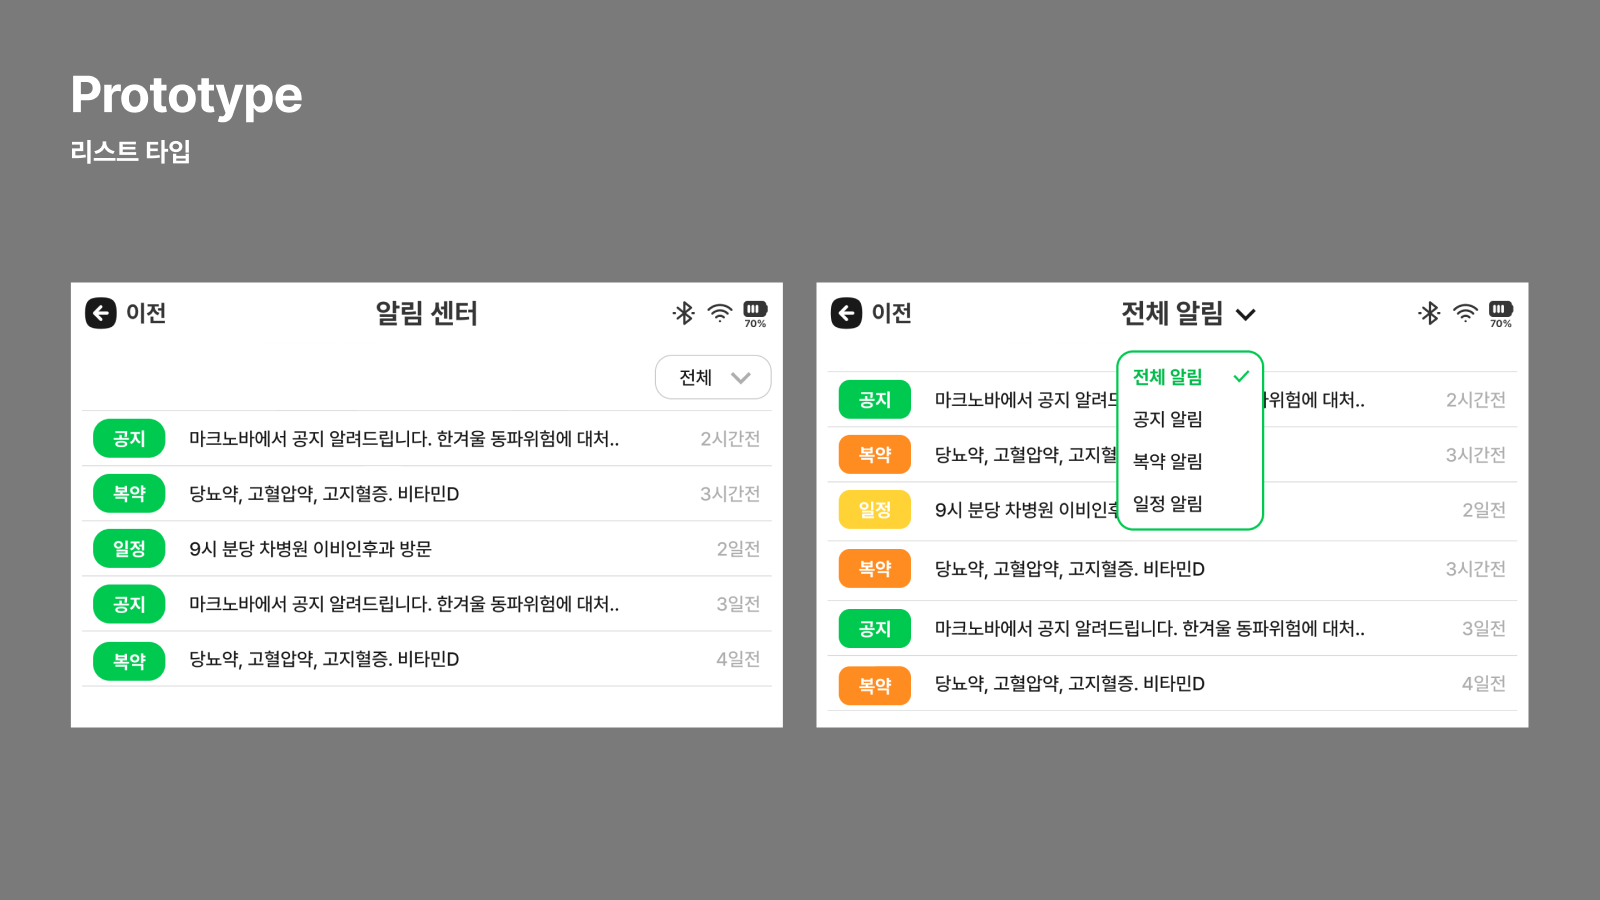 Prototype
리스트 타입
이전
알림 센터
70%
전체
공지
마크노바에서 공지 알려드립니다. 한겨울 동파위험에 대처..
2시간전
복약
당뇨약, 고혈압약, 고지혈증. 비타민D
3시간전
일정
9시 분당 차병원 이비인후과 방문
2일전
공지
마크노바에서 공지 알려드립니다. 한겨울 동파위험에 대처..
3일전
복약
당뇨약, 고혈압약, 고지혈증. 비타민D
4일전
이전
전체 알림
70%
전체 알림
공지 알림
복약 알림
일정 알림
공지
마크노바에서 공지 알려드
파위험에 대처..
2시간전
복약
당뇨약, 고혈압약, 고지혈
3시간전
일정
9시 분당 차병원 이비인후
2일전
복약
당뇨약, 고혈압약, 고지혈증. 비타민D
3시간전
공지
마크노바에서 공지 알려드립니다. 한겨울 동파위험에 대처..
3일전
복약
당뇨약, 고혈압약, 고지혈증. 비타민D
4일전